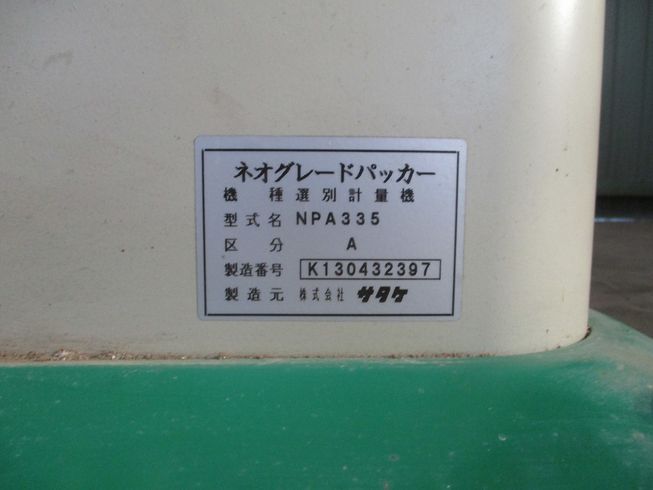 ネオグレードパッカー
機種 選別計量機
型式名 NPA335
区分 A
製造番号 K130432397
製造元 株式会社 サタケ